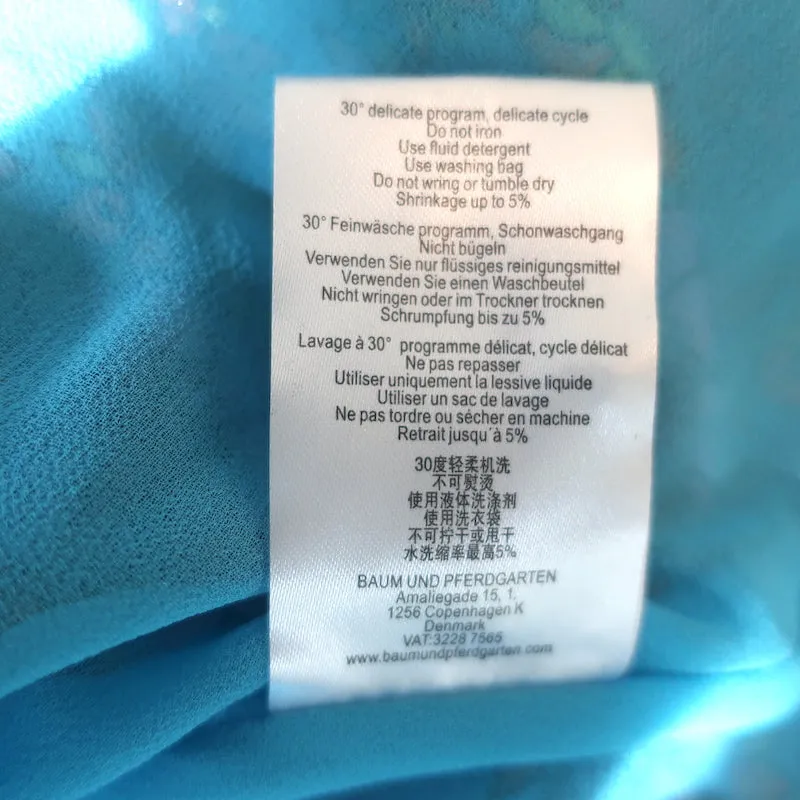 30° delicate program, delicate cycle
Do not iron
Use fluid detergent
Use washing bag
Do not wring or tumble dry
Shrinkage up to 5%
30° Feinwäsche programm, Schonwaschgang
Nicht bügeln
Verwenden Sie nur flüssiges reinigungsmittel
Verwenden Sie einen Waschbeutel
Nicht wringen oder im Trockner trocknen
Schrumpfung bis zu 5%
Lavage à 30° programme délicat, cycle délicat
Ne pas repasser
Utiliser uniquement la lessive liquide
Utiliser un sac de lavage
Ne pas tordre ou sécher en machine
Retrait jusqu´à 5%
30度轻柔机洗
不可熨烫
使用液体洗涤剂
使用洗衣袋
不可拧干或甩干
水洗缩率最高5%
BAUM UND PFERDGARTEN
Amaliegade 15, 1.
1256 Copenhagen K
Denmark
VAT:3228 7565
www.baumundpferdgarten.com